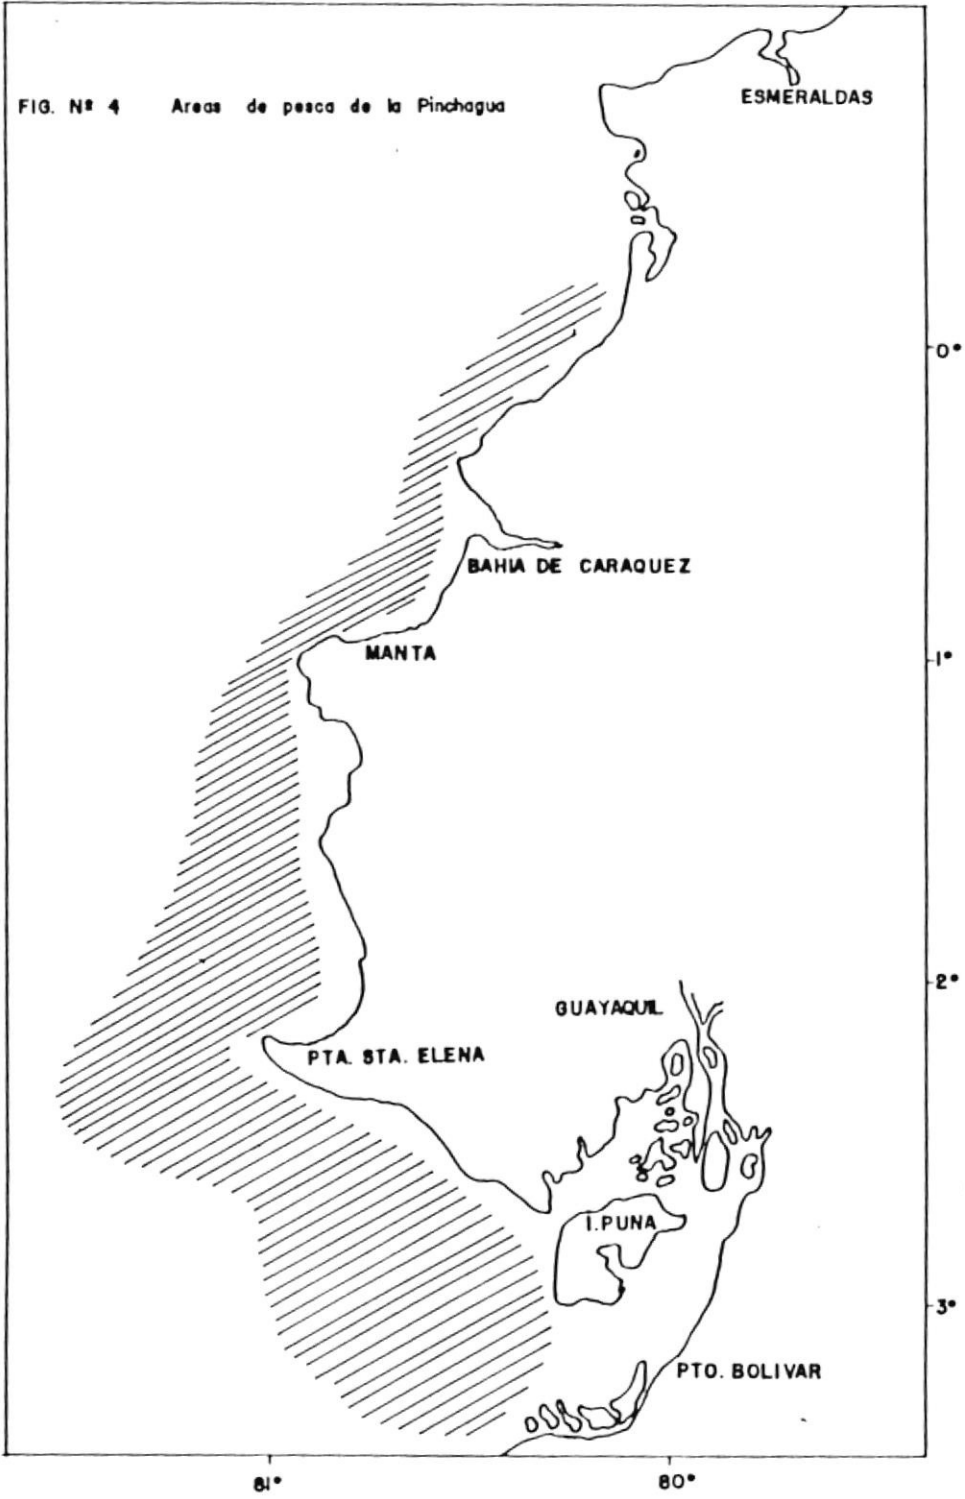 ESMERALDAS
FIG. Nº 4 Areas de pesca de la Pinchagua
0°
BAHIA DE CARAQUEZ
MANTA
1°
2°
GUAYAQUIL
PTA. STA. ELENA
I.PUNA
3°
PTO. BOLIVAR
81° 80°